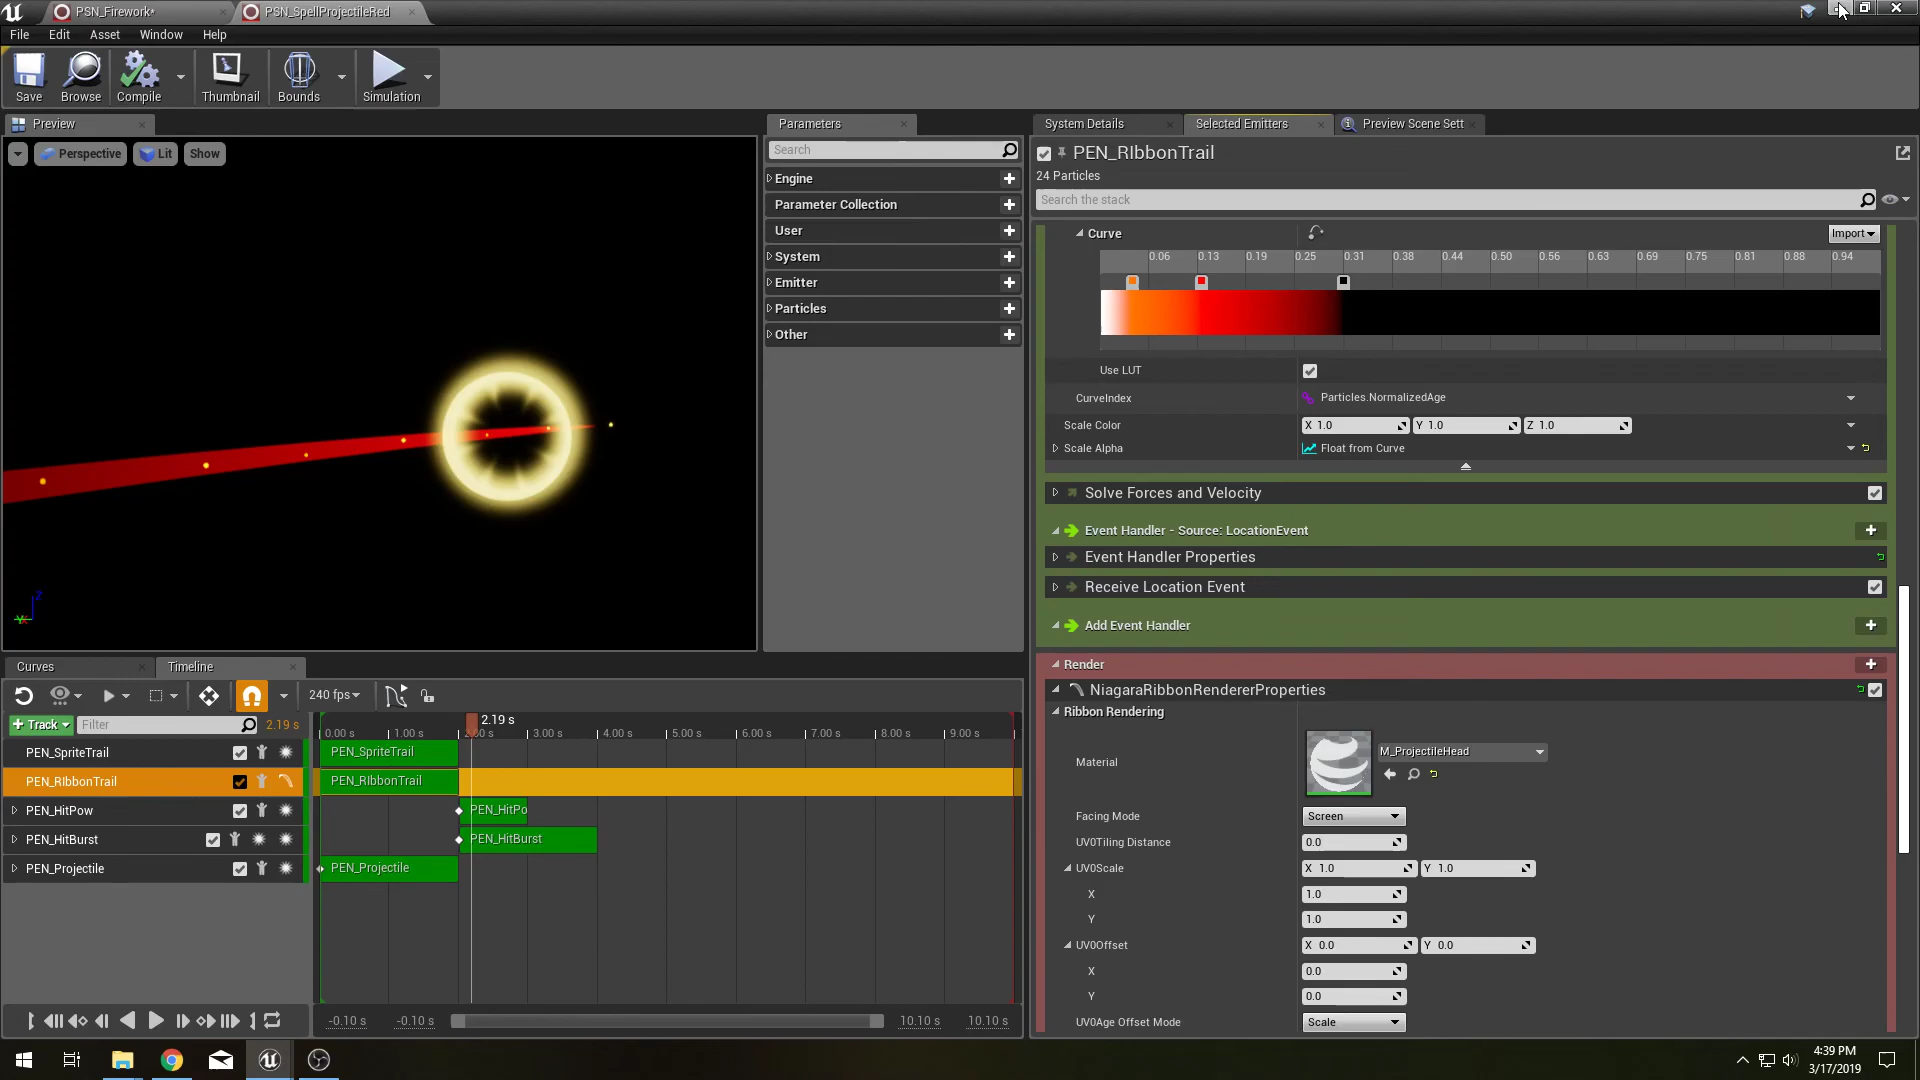 PSN_Firework*
PSN_SpellProjectileRed
File Edit Asset Window Help
Save Browse Compile Thumbnail Bounds Simulation
Preview
Perspective Lit Show
Parameters
Search
Engine
Parameter Collection
User
System
Emitter
Particles
Other
System Details Selected Emitters Preview Scene Sett
PEN_RIbbonTrail
24 Particles
Search the stack
Curve Import
0.06 0.13 0.19 0.25 0.31 0.38 0.44 0.50 0.56 0.63 0.69 0.75 0.81 0.88 0.94
Use LUT
CurveIndex Particles.NormalizedAge
Scale Color X 1.0 Y 1.0 Z 1.0
Scale Alpha Float from Curve
Solve Forces and Velocity
Event Handler - Source: LocationEvent
Event Handler Properties
Receive Location Event
Add Event Handler
Render
NiagaraRibbonRendererProperties
Ribbon Rendering
Material M_ProjectileHead
Facing Mode Screen
UV0Tiling Distance 0.0
UV0Scale X 1.0 Y 1.0
X 1.0
Y 1.0
UV0Offset X 0.0 Y 0.0
X 0.0
Y 0.0
UV0Age Offset Mode Scale
Z
Curves Timeline
240 fps
Track Filter 2.19 s
2.19 s
0.00 s 1.00 s 2.00 s 3.00 s 4.00 s 5.00 s 6.00 s 7.00 s 8.00 s 9.00 s
PEN_SpriteTrail PEN_SpriteTrail
PEN_RIbbonTrail PEN_RIbbonTrail
PEN_HitPow PEN_HitPo
PEN_HitBurst PEN_HitBurst
PEN_Projectile PEN_Projectile
-0.10 s -0.10 s 10.10 s 10.10 s
4:39 PM
3/17/2019